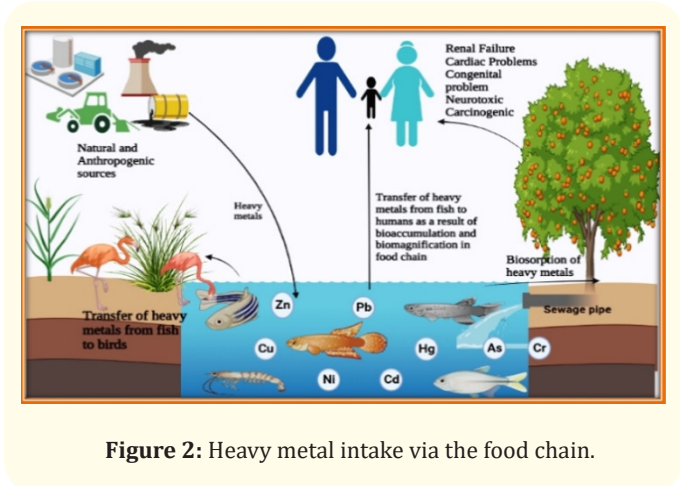 Renal Failure
Cardiac Problems
Congenital
problem
Neurotoxic
Carcinogenic
Natural and
Anthropogenic
sources
Heavy
metals
Transfer of heavy
metals from fish to
humans as a result of
bioaccumulation and
biomagnification in
food chain
Biosorption of
heavy metals
Sewage pipe
Transfer of heavy
metals from fish
to birds
Zn
Pb
Cu
Hg
As
Cr
Ni
Cd
Figure 2: Heavy metal intake via the food chain.